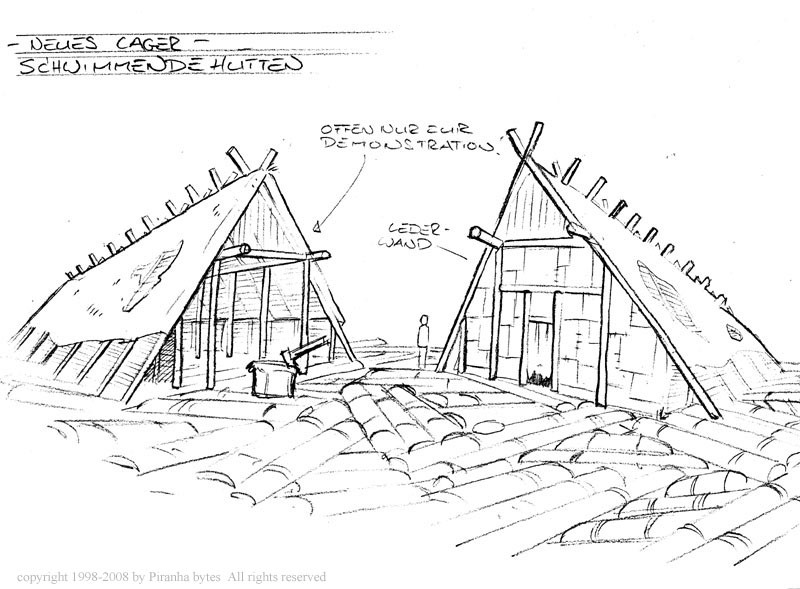 - NEUES LAGER -
SCHWIMMENDE HÜTTEN
OFFEN NUR ZUR
DEMONSTRATION!
LEDER-
WAND
copyright 1998-2008 by Piranha bytes All rights reserved